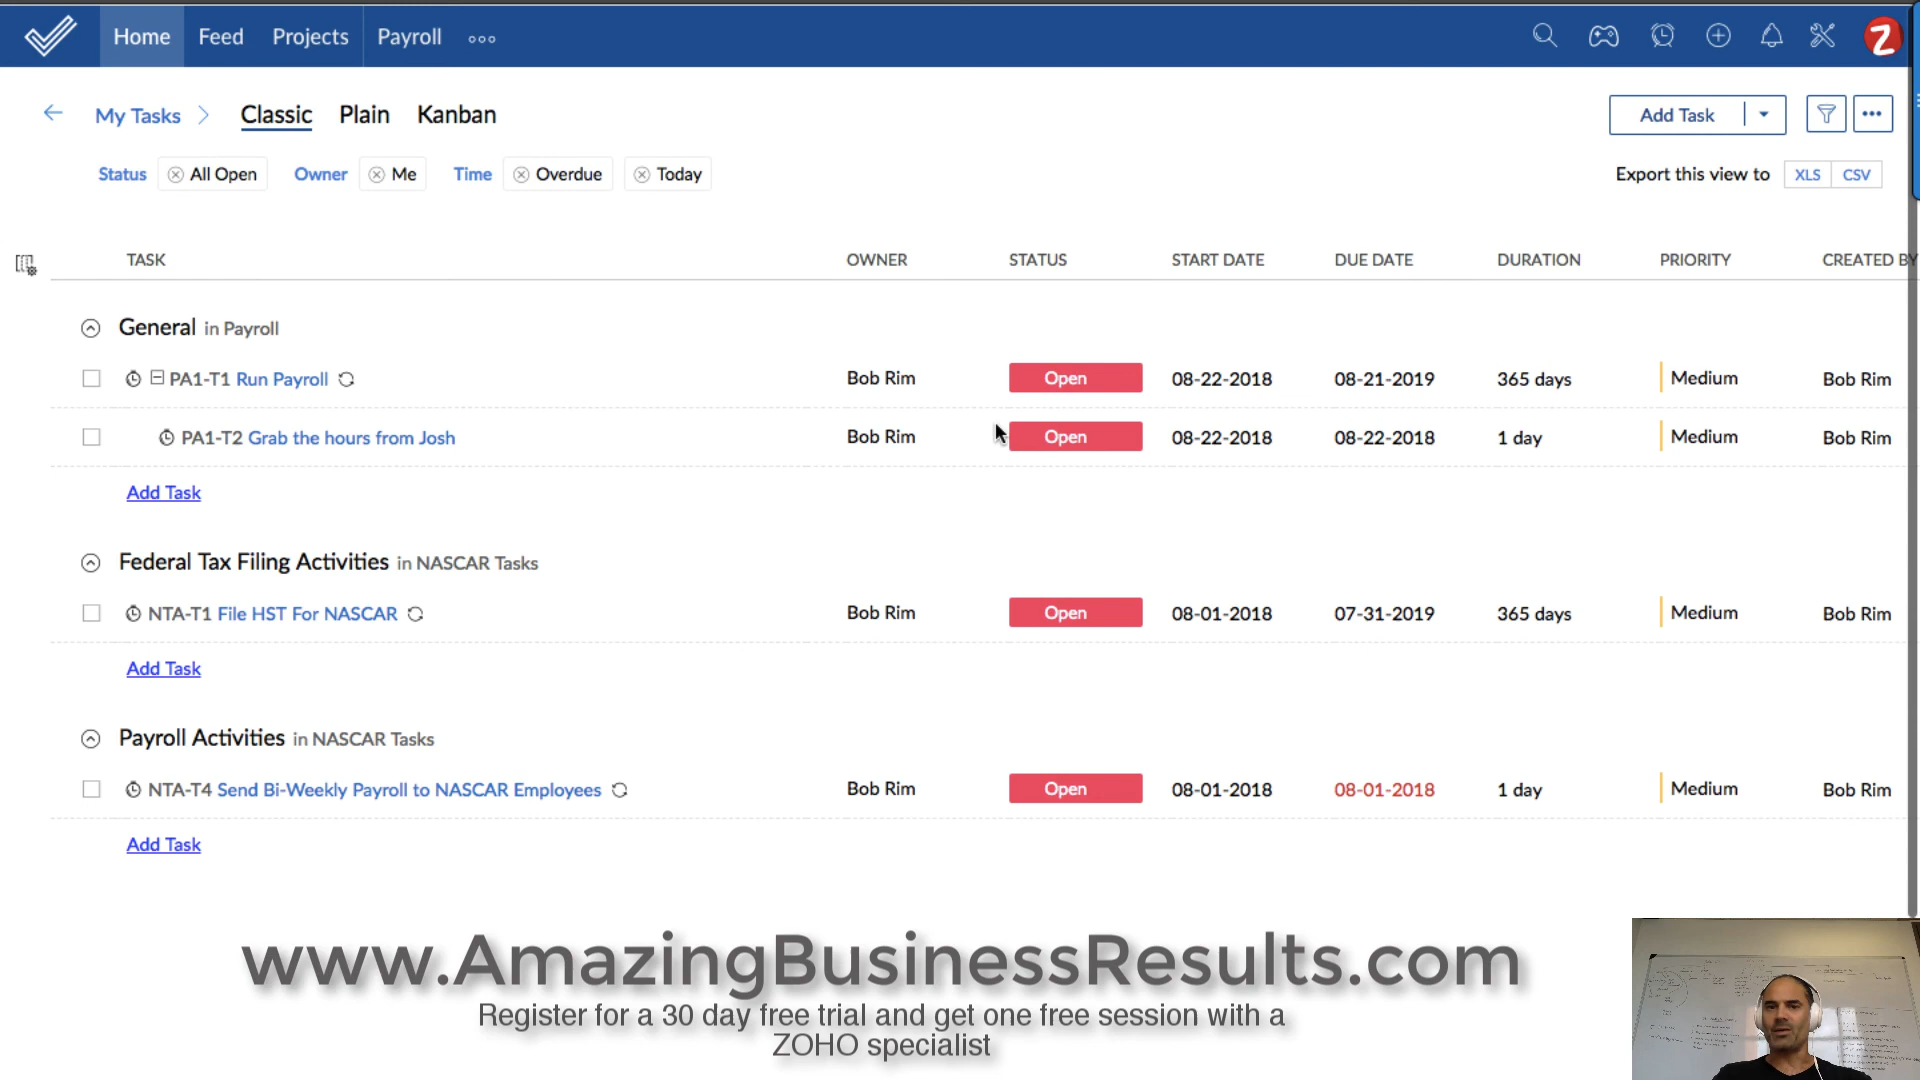 Home Feed Projects Payroll
Z
My Tasks Classic Plain Kanban Add Task
Status All Open Owner Me Time Overdue Today Export this view to XLS CSV
TASK OWNER STATUS START DATE DUE DATE DURATION PRIORITY CREATED BY
General in Payroll
PA1-T1 Run Payroll Bob Rim Open 08-22-2018 08-21-2019 365 days Medium Bob Rim
PA1-T2 Grab the hours from Josh Bob Rim Open 08-22-2018 08-22-2018 1 day Medium Bob Rim
Add Task
Federal Tax Filing Activities in NASCAR Tasks
NTA-T1 File HST For NASCAR Bob Rim Open 08-01-2018 07-31-2019 365 days Medium Bob Rim
Add Task
Payroll Activities in NASCAR Tasks
NTA-T4 Send Bi-Weekly Payroll to NASCAR Employees Bob Rim Open 08-01-2018 08-01-2018 1 day Medium Bob Rim
Add Task
www.AmazingBusinessResults.com
Register for a 30 day free trial and get one free session with a
ZOHO specialist